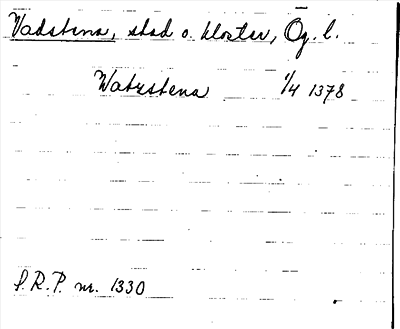 Vadstena, stad o. kloster, Ög. l.
Watzstena 1/4 1378
S.R.P. nr. 1330